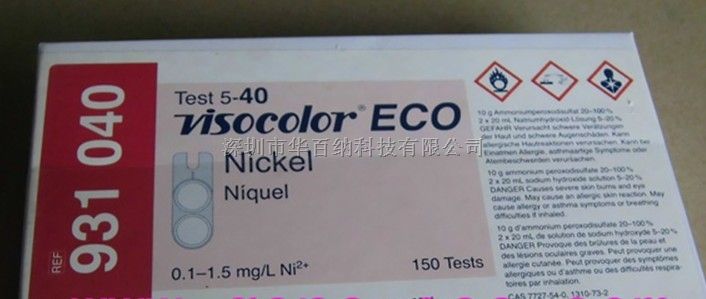 REF
931 040
Test 5-40
visocolor® ECO
深圳市华百纳科技有限公司
Nickel
Níquel
0.1–1.5 mg/L Ni²⁺
150 Tests
10 g Ammoniumperoxodisulfat 20–100%
2 x 20 mL Natriumhydroxid-Lösung 5–20%
GEFAHR Verursacht schwere Verätzungen
der Haut und schwere Augenschäden. Kann
allergische Hautreaktionen verursachen. Kann bei
Einatmen Allergie, asthmaartige Symptome oder
Atembeschwerden verursachen.
10 g ammonium peroxodisulfate 20–100%
2 x 20 mL sodium hydroxide solution 5–20%
DANGER Causes severe skin burns and eye
damage. May cause an allergic skin reaction. May
cause allergy or asthma symptoms or breathing
difficulties if inhaled.
10 g d'ammonium peroxodisulfate 20–100%
2 x 20 mL de solution de sodium hydroxyde 5–20%
DANGER Provoque des brûlures de la peau et
des lésions oculaires graves. Peut provoquer une
allergie cutanée. Peut provoquer des symptômes
allergiques ou d'asthme ou des difficultés respira-
toires par inhalation.
CAS 7727-54-0, 1310-73-2